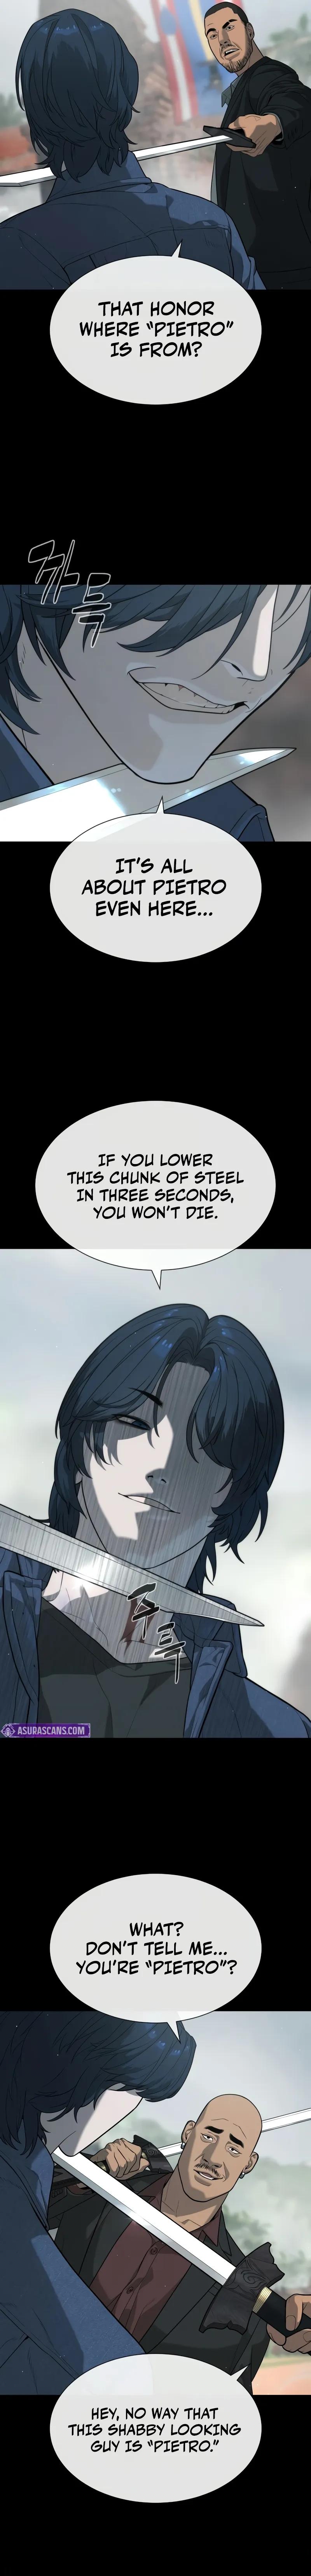 THAT HONOR
WHERE "PIETRO"
IS FROM?
카득
IT'S ALL
ABOUT PIETRO
EVEN HERE...
IF YOU LOWER
THIS CHUNK OF STEEL
IN THREE SECONDS,
YOU WON'T DIE.
주륵
ASURASCANS.COM
WHAT?
DON'T TELL ME...
YOU'RE "PIETRO"?
HEY, NO WAY THAT
THIS SHABBY LOOKING
GUY IS "PIETRO."